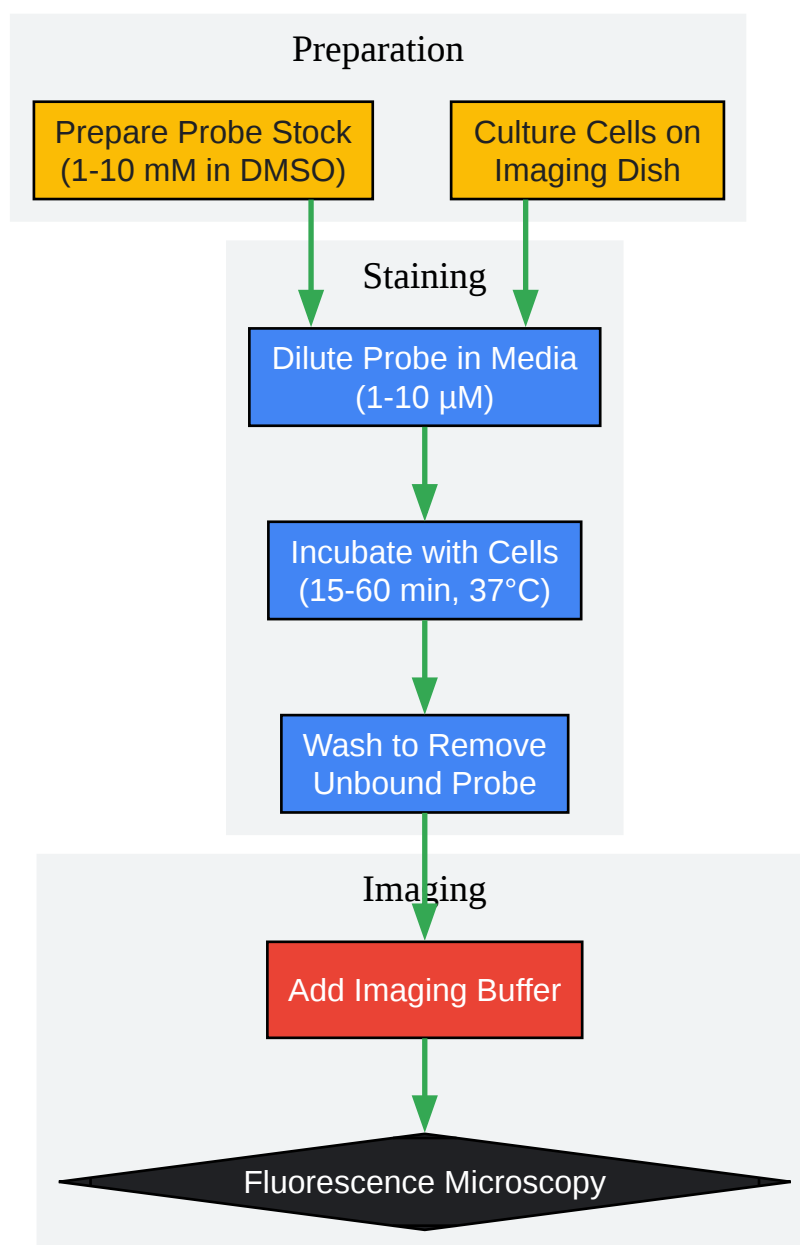 Preparation
Prepare Probe Stock
(1-10 mM in DMSO)
Culture Cells on
Imaging Dish
Staining
Dilute Probe in Media
(1-10 µM)
Incubate with Cells
(15-60 min, 37°C)
Wash to Remove
Unbound Probe
Imaging
Add Imaging Buffer
Fluorescence Microscopy